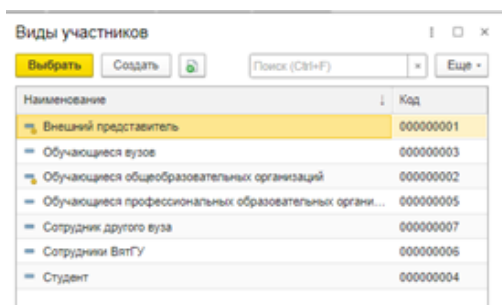 Виды участников
Выбрать Создать Поиск (Ctrl+F) × Еще
Наименование ↓ Код
Внешний представитель 000000001
Обучающиеся вузов 000000003
Обучающиеся общеобразовательных организаций 000000002
Обучающиеся профессиональных образовательных органи... 000000005
Сотрудник другого вуза 000000007
Сотрудники ВятГУ 000000006
Студент 000000004